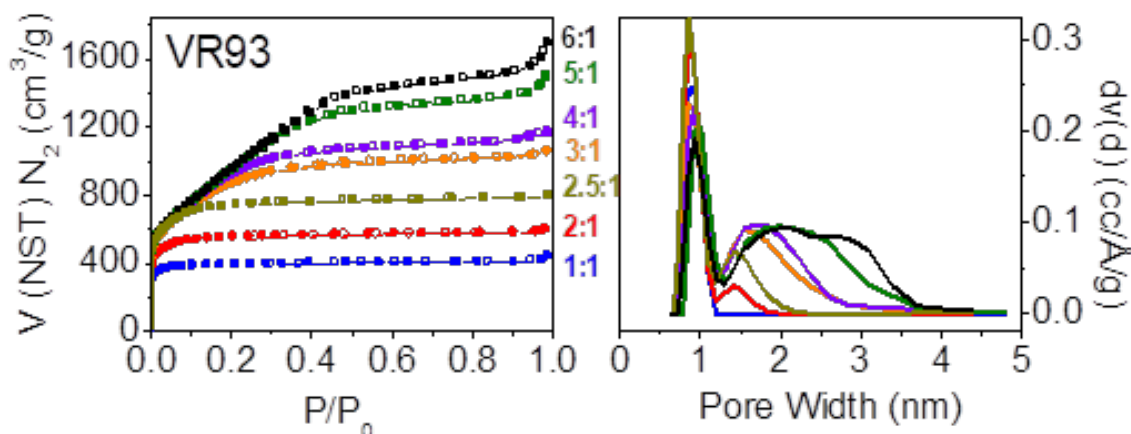 V (NST) N₂ (cm³/g)
1600
1200
800
400
0
VR93
0.0 0.2 0.4 0.6 0.8 1.0
P/P₀
6:1
5:1
4:1
3:1
2.5:1
2:1
1:1
0.3
0.2
0.1
0.0
dv(d) (cc/Å/g)
0 1 2 3 4 5
Pore Width (nm)